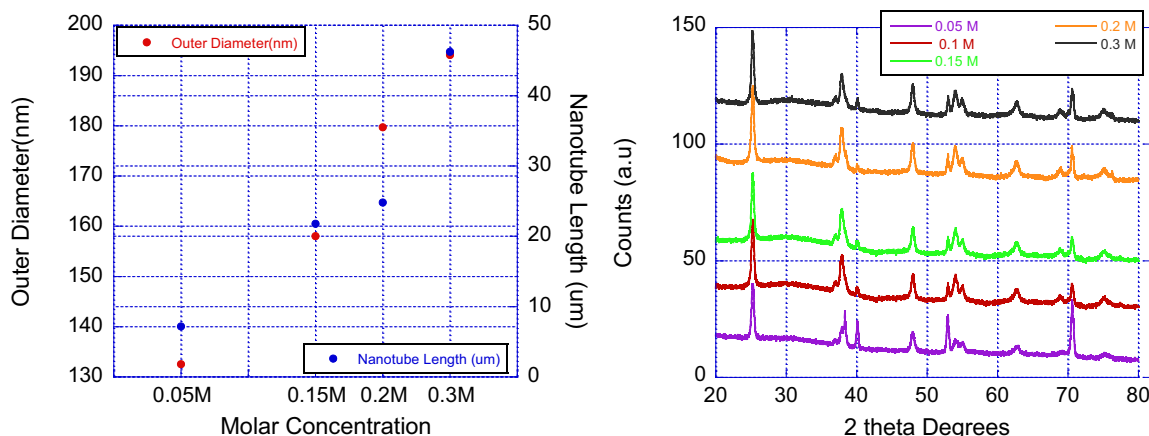 Outer Diameter(nm)
200
190
180
170
160
150
140
130
Outer Diameter(nm)
Nanotube Length (um)
0.05M
0.15M
0.2M
0.3M
Molar Concentration
50
40
30
20
10
0
Nanotube Length (um)
150
100
50
0
Counts (a.u)
0.05 M
0.2 M
0.1 M
0.3 M
0.15 M
20
30
40
50
60
70
80
2 theta Degrees